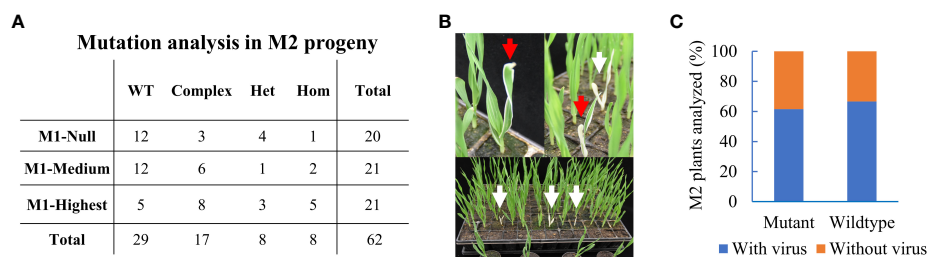 A
Mutation analysis in M2 progeny
WT Complex Het Hom Total
M1-Null 12 3 4 1 20
M1-Medium 12 6 1 2 21
M1-Highest 5 8 3 5 21
Total 29 17 8 8 62
B
C
M2 plants analyzed (%)
100
80
60
40
20
0
Mutant Wildtype
With virus Without virus